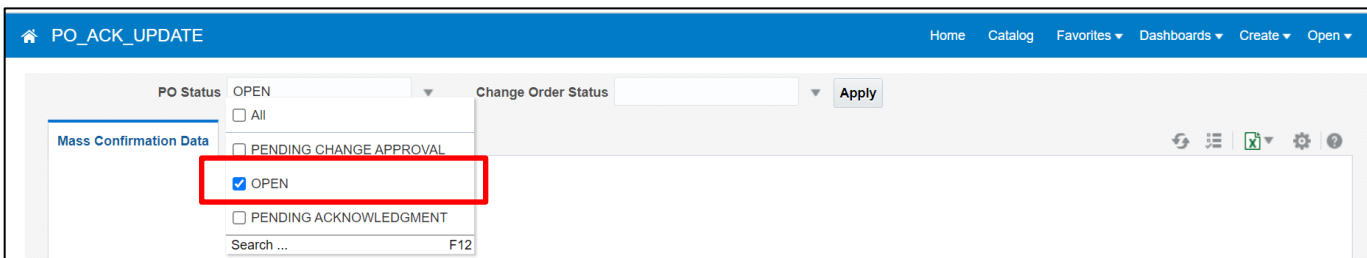 PO_ACK_UPDATE Home Catalog Favorites Dashboards Create Open
PO Status OPEN Change Order Status Apply
All
Mass Confirmation Data
PENDING CHANGE APPROVAL
OPEN
PENDING ACKNOWLEDGMENT
Search ... F12